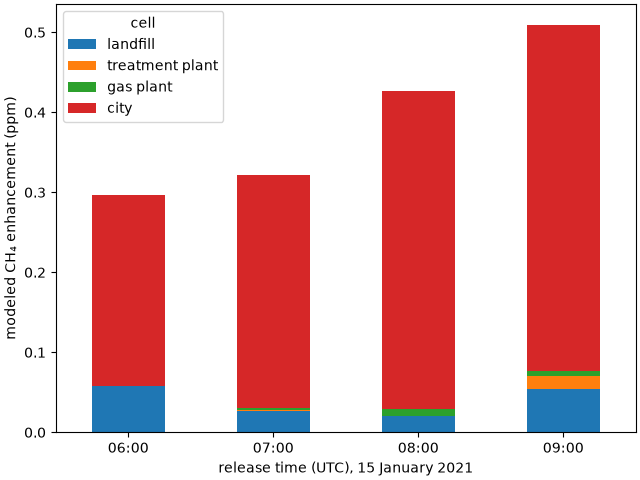 cell
landfill
treatment plant
gas plant
city
modeled CH₄ enhancement (ppm)
0.5
0.4
0.3
0.2
0.1
0.0
06:00 07:00 08:00 09:00
release time (UTC), 15 January 2021